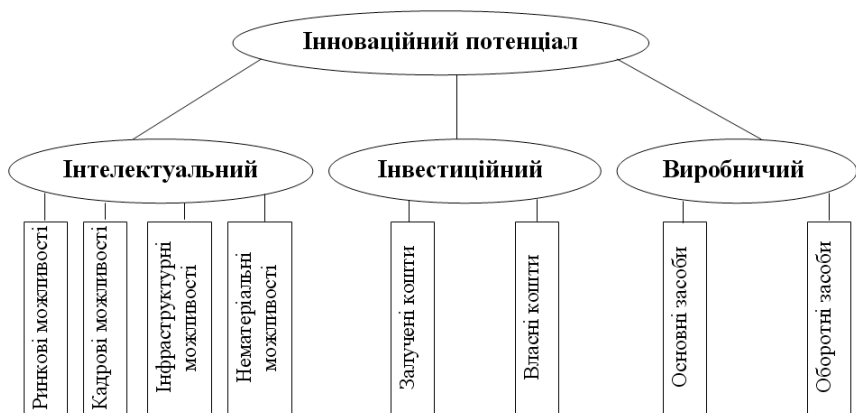 Інноваційний потенціал
Інтелектуальний
Інвестиційний
Виробничий
Ринкові можливості
Кадрові можливості
Інфраструктурні
можливості
Нематеріальні
можливості
Залучені кошти
Власні кошти
Основні засоби
Оборотні засоби